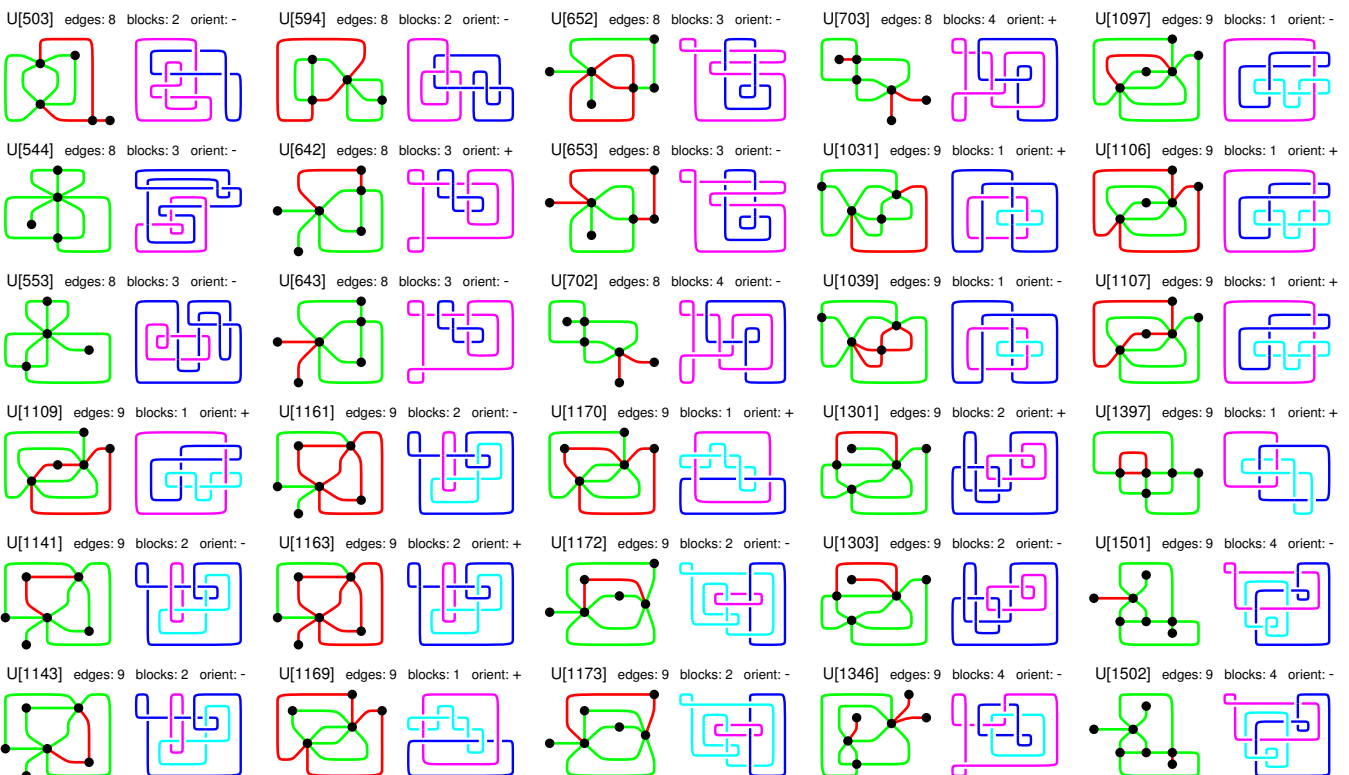 U[503] edges: 8 blocks: 2 orient: -
U[594] edges: 8 blocks: 2 orient: -
U[652] edges: 8 blocks: 3 orient: -
U[703] edges: 8 blocks: 4 orient: +
U[1097] edges: 9 blocks: 1 orient: -
U[544] edges: 8 blocks: 3 orient: -
U[642] edges: 8 blocks: 3 orient: +
U[653] edges: 8 blocks: 3 orient: -
U[1031] edges: 9 blocks: 1 orient: +
U[1106] edges: 9 blocks: 1 orient: +
U[553] edges: 8 blocks: 3 orient: -
U[643] edges: 8 blocks: 3 orient: -
U[702] edges: 8 blocks: 4 orient: -
U[1039] edges: 9 blocks: 1 orient: -
U[1107] edges: 9 blocks: 1 orient: +
U[1109] edges: 9 blocks: 1 orient: +
U[1161] edges: 9 blocks: 2 orient: -
U[1170] edges: 9 blocks: 1 orient: +
U[1301] edges: 9 blocks: 2 orient: +
U[1397] edges: 9 blocks: 1 orient: +
U[1141] edges: 9 blocks: 2 orient: -
U[1163] edges: 9 blocks: 2 orient: +
U[1172] edges: 9 blocks: 2 orient: -
U[1303] edges: 9 blocks: 2 orient: -
U[1501] edges: 9 blocks: 4 orient: -
U[1143] edges: 9 blocks: 2 orient: -
U[1169] edges: 9 blocks: 1 orient: +
U[1173] edges: 9 blocks: 2 orient: -
U[1346] edges: 9 blocks: 4 orient: -
U[1502] edges: 9 blocks: 4 orient: -